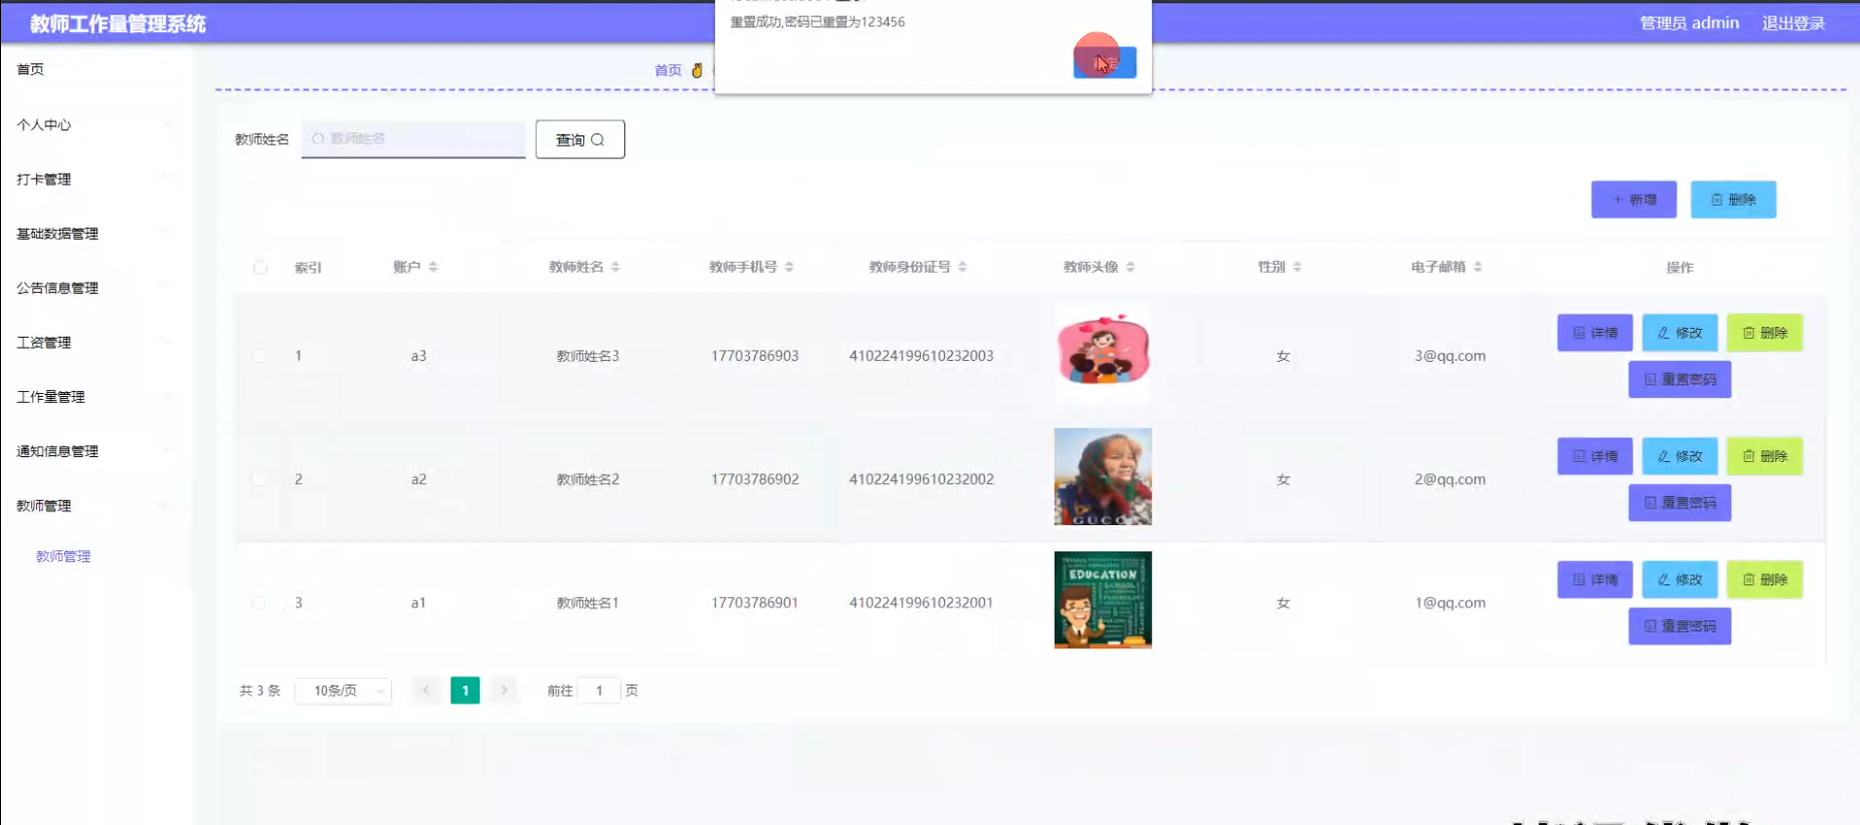 教师工作量管理系统
重置成功,密码已重置为123456
管理员 admin 退出登录
首页
首页
个人中心
打卡管理
基础数据管理
公告信息管理
工资管理
工作量管理
通知信息管理
教师管理
教师管理
教师姓名 教师姓名 查询
+ 新增 删除
索引 账户 教师姓名 教师手机号 教师身份证号 教师头像 性别 电子邮箱 操作
1 a3 教师姓名3 17703786903 410224199610232003 女 3@qq.com 详情 修改 删除
重置密码
2 a2 教师姓名2 17703786902 410224199610232002 女 2@qq.com 详情 修改 删除
GUCCI
重置密码
3 a1 教师姓名1 17703786901 410224199610232001 女 1@qq.com 详情 修改 删除
EDUCATION
SCHOOL
重置密码
共 3 条 10条/页 < 1 > 前往 1 页